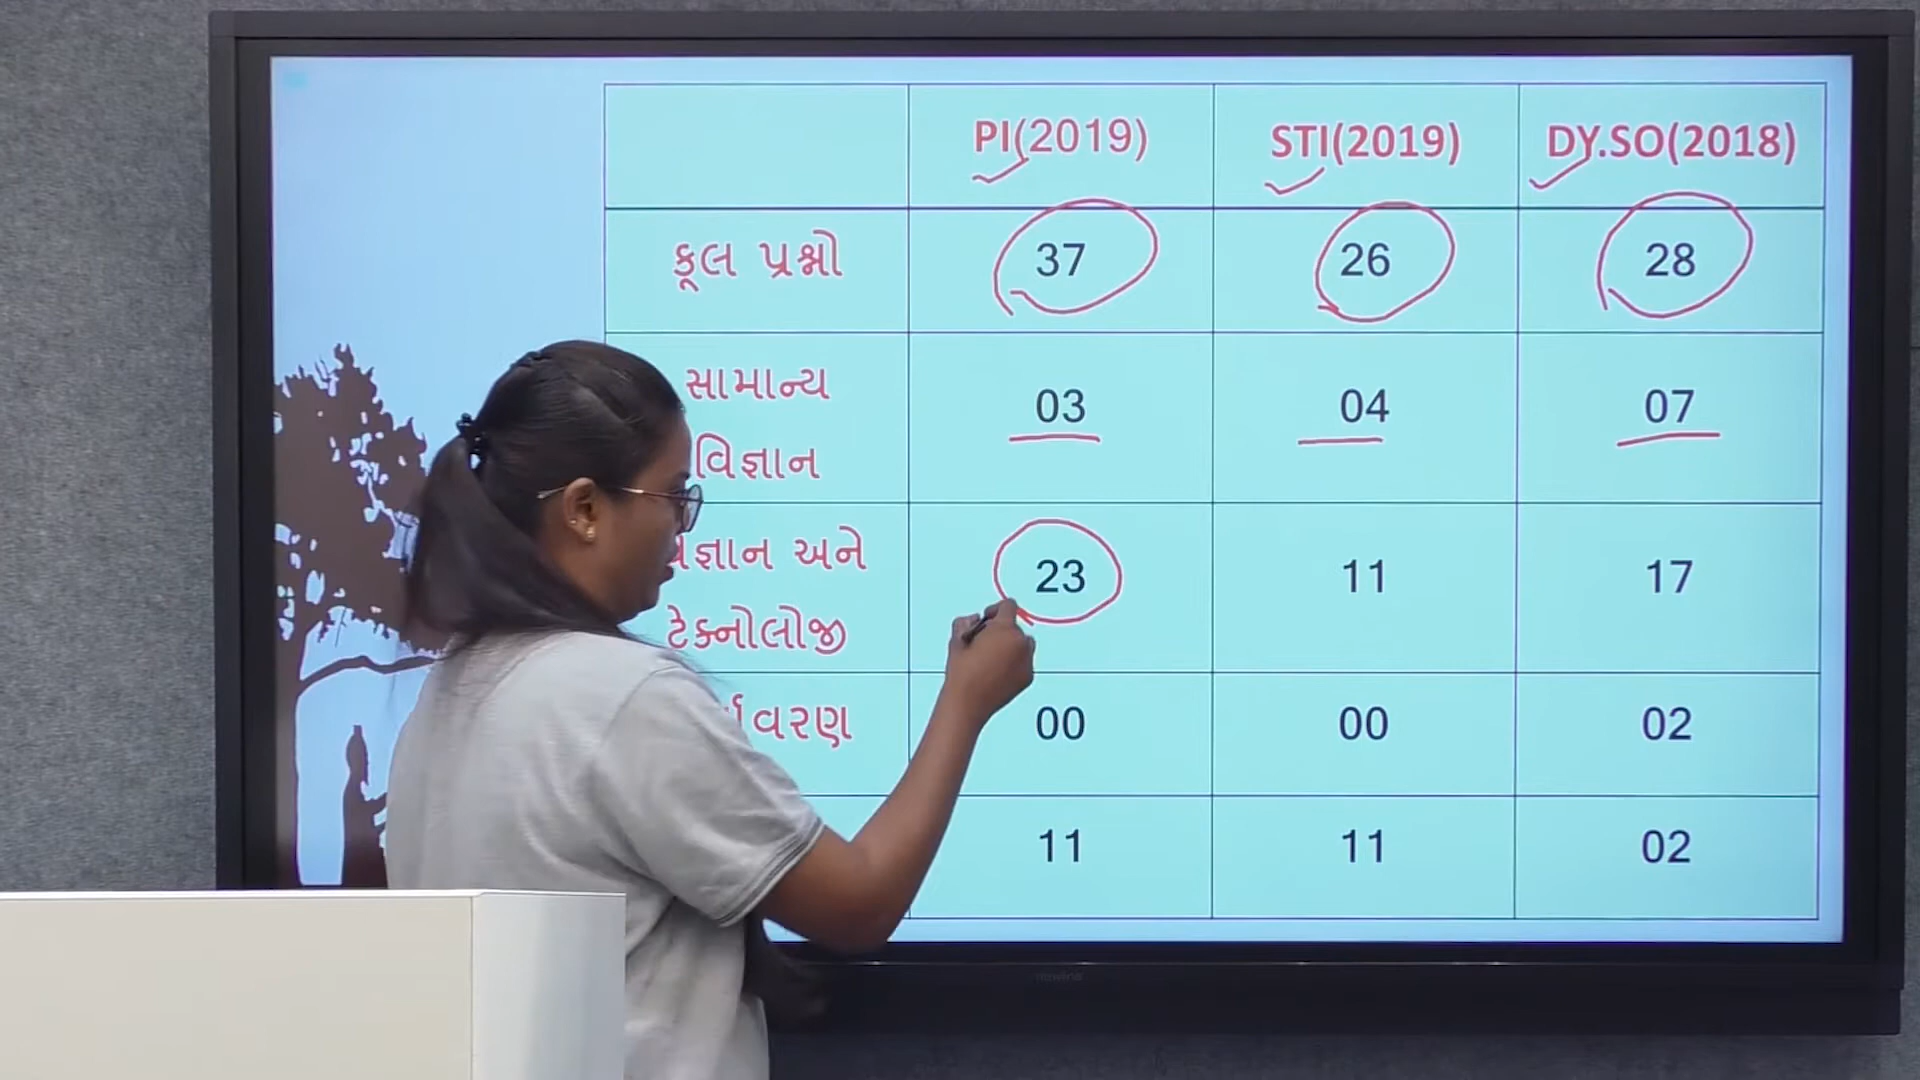 PI(2019) STI(2019) DY.SO(2018)
કૂલ પ્રશ્નો 37 26 28
સામાન્ય
વિજ્ઞાન 03 04 07
અને
ટેક્નોલોજી 23 11 17
00 00 02
11 11 02
newline